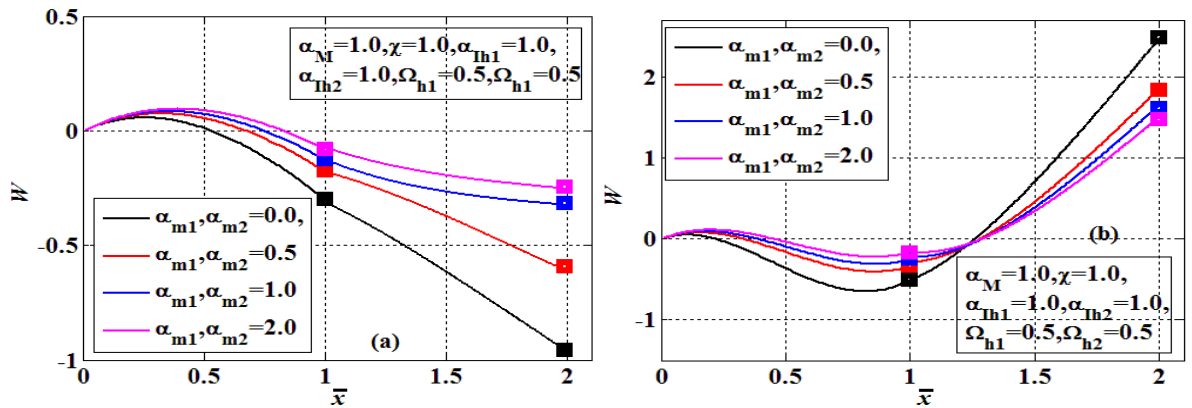 0.5
0
-0.5
-1
W
α_M=1.0,χ=1.0,α_Ih1=1.0,
α_Ih2=1.0,Ω_h1=0.5,Ω_h1=0.5
α_m1,α_m2=0.0,
α_m1,α_m2=0.5
α_m1,α_m2=1.0
α_m1,α_m2=2.0
(a)
0 0.5 1 1.5 2
x̅
2
1
0
-1
W
α_m1,α_m2=0.0,
α_m1,α_m2=0.5
α_m1,α_m2=1.0
α_m1,α_m2=2.0
(b)
α_M=1.0,χ=1.0,
α_Ih1=1.0,α_Ih2=1.0,
Ω_h1=0.5,Ω_h2=0.5
0 0.5 1 1.5 2
x̅